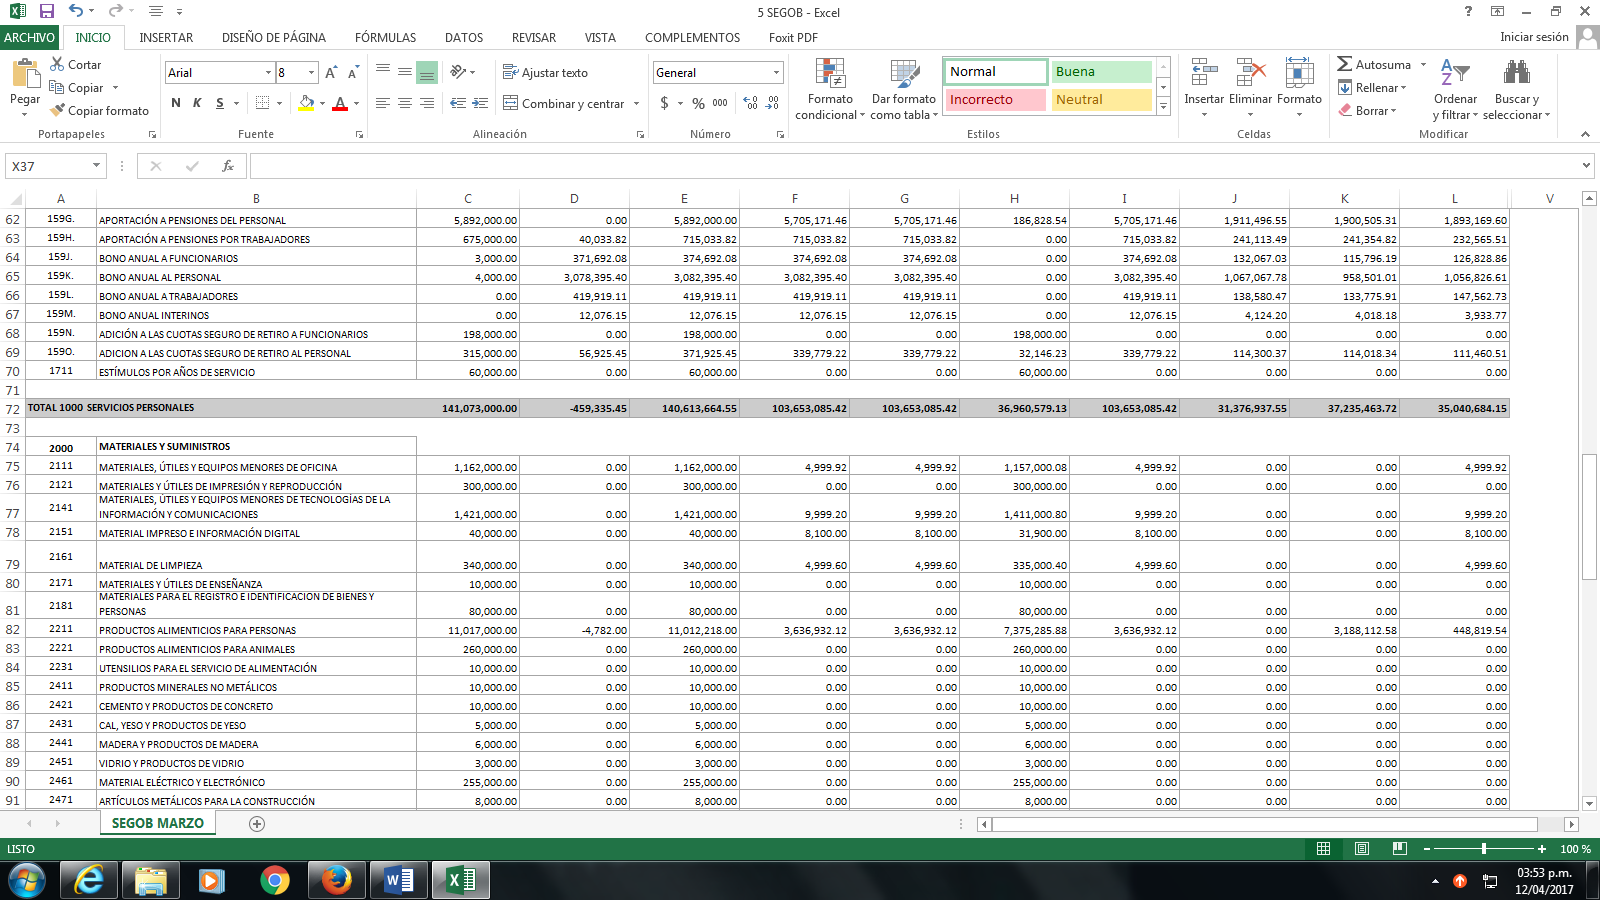 5 SEGOB - Excel
ARCHIVO INICIO INSERTAR DISEÑO DE PÁGINA FÓRMULAS DATOS REVISAR VISTA COMPLEMENTOS Foxit PDF Iniciar sesión
Pegar
Cortar
Copiar
Copiar formato
Portapapeles
Arial 8
N K S
Fuente
Ajustar texto
Combinar y centrar
Alineación
General
$ % 000
Número
Formato condicional
Dar formato como tabla
Normal Buena
Incorrecto Neutral
Estilos
Insertar Eliminar Formato
Celdas
Autosuma
Rellenar
Borrar
Ordenar y filtrar
Buscar y seleccionar
Modificar
X37 fx
A B C D E F G H I J K L V
62 159G. APORTACIÓN A PENSIONES DEL PERSONAL 5,892,000.00 0.00 5,892,000.00 5,705,171.46 5,705,171.46 186,828.54 5,705,171.46 1,911,496.55 1,900,505.31 1,893,169.60
63 159H. APORTACIÓN A PENSIONES POR TRABAJADORES 675,000.00 40,033.82 715,033.82 715,033.82 715,033.82 0.00 715,033.82 241,113.49 241,354.82 232,565.51
64 159J. BONO ANUAL A FUNCIONARIOS 3,000.00 371,692.08 374,692.08 374,692.08 374,692.08 0.00 374,692.08 132,067.03 115,796.19 126,828.86
65 159K. BONO ANUAL AL PERSONAL 4,000.00 3,078,395.40 3,082,395.40 3,082,395.40 3,082,395.40 0.00 3,082,395.40 1,067,067.78 958,501.01 1,056,826.61
66 159L. BONO ANUAL A TRABAJADORES 0.00 419,919.11 419,919.11 419,919.11 419,919.11 0.00 419,919.11 138,580.47 133,775.91 147,562.73
67 159M. BONO ANUAL INTERINOS 0.00 12,076.15 12,076.15 12,076.15 12,076.15 0.00 12,076.15 4,124.20 4,018.18 3,933.77
68 159N. ADICIÓN A LAS CUOTAS SEGURO DE RETIRO A FUNCIONARIOS 198,000.00 0.00 198,000.00 0.00 0.00 198,000.00 0.00 0.00 0.00 0.00
69 159O. ADICION A LAS CUOTAS SEGURO DE RETIRO AL PERSONAL 315,000.00 56,925.45 371,925.45 339,779.22 339,779.22 32,146.23 339,779.22 114,300.37 114,018.34 111,460.51
70 1711 ESTÍMULOS POR AÑOS DE SERVICIO 60,000.00 0.00 60,000.00 0.00 0.00 60,000.00 0.00 0.00 0.00 0.00
71
72 TOTAL 1000 SERVICIOS PERSONALES 141,073,000.00 -459,335.45 140,613,664.55 103,653,085.42 103,653,085.42 36,960,579.13 103,653,085.42 31,376,937.55 37,235,463.72 35,040,684.15
73
74 2000 MATERIALES Y SUMINISTROS
75 2111 MATERIALES, ÚTILES Y EQUIPOS MENORES DE OFICINA 1,162,000.00 0.00 1,162,000.00 4,999.92 4,999.92 1,157,000.08 4,999.92 0.00 0.00 4,999.92
76 2121 MATERIALES Y ÚTILES DE IMPRESIÓN Y REPRODUCCIÓN 300,000.00 0.00 300,000.00 0.00 0.00 300,000.00 0.00 0.00 0.00 0.00
MATERIALES, ÚTILES Y EQUIPOS MENORES DE TECNOLOGÍAS DE LA
77 2141 INFORMACIÓN Y COMUNICACIONES 1,421,000.00 0.00 1,421,000.00 9,999.20 9,999.20 1,411,000.80 9,999.20 0.00 0.00 9,999.20
78 2151 MATERIAL IMPRESO E INFORMACIÓN DIGITAL 40,000.00 0.00 40,000.00 8,100.00 8,100.00 31,900.00 8,100.00 0.00 0.00 8,100.00
79 2161 MATERIAL DE LIMPIEZA 340,000.00 0.00 340,000.00 4,999.60 4,999.60 335,000.40 4,999.60 0.00 0.00 4,999.60
80 2171 MATERIALES Y ÚTILES DE ENSEÑANZA 10,000.00 0.00 10,000.00 0.00 0.00 10,000.00 0.00 0.00 0.00 0.00
MATERIALES PARA EL REGISTRO E IDENTIFICACION DE BIENES Y
81 2181 PERSONAS 80,000.00 0.00 80,000.00 0.00 0.00 80,000.00 0.00 0.00 0.00 0.00
82 2211 PRODUCTOS ALIMENTICIOS PARA PERSONAS 11,017,000.00 -4,782.00 11,012,218.00 3,636,932.12 3,636,932.12 7,375,285.88 3,636,932.12 0.00 3,188,112.58 448,819.54
83 2221 PRODUCTOS ALIMENTICIOS PARA ANIMALES 260,000.00 0.00 260,000.00 0.00 0.00 260,000.00 0.00 0.00 0.00 0.00
84 2231 UTENSILIOS PARA EL SERVICIO DE ALIMENTACIÓN 10,000.00 0.00 10,000.00 0.00 0.00 10,000.00 0.00 0.00 0.00 0.00
85 2411 PRODUCTOS MINERALES NO METÁLICOS 10,000.00 0.00 10,000.00 0.00 0.00 10,000.00 0.00 0.00 0.00 0.00
86 2421 CEMENTO Y PRODUCTOS DE CONCRETO 10,000.00 0.00 10,000.00 0.00 0.00 10,000.00 0.00 0.00 0.00 0.00
87 2431 CAL, YESO Y PRODUCTOS DE YESO 5,000.00 0.00 5,000.00 0.00 0.00 5,000.00 0.00 0.00 0.00 0.00
88 2441 MADERA Y PRODUCTOS DE MADERA 6,000.00 0.00 6,000.00 0.00 0.00 6,000.00 0.00 0.00 0.00 0.00
89 2451 VIDRIO Y PRODUCTOS DE VIDRIO 3,000.00 0.00 3,000.00 0.00 0.00 3,000.00 0.00 0.00 0.00 0.00
90 2461 MATERIAL ELÉCTRICO Y ELECTRÓNICO 255,000.00 0.00 255,000.00 0.00 0.00 255,000.00 0.00 0.00 0.00 0.00
91 2471 ARTÍCULOS METÁLICOS PARA LA CONSTRUCCIÓN 8,000.00 0.00 8,000.00 0.00 0.00 8,000.00 0.00 0.00 0.00 0.00
SEGOB MARZO
LISTO 100 %
03:53 p.m.
12/04/2017